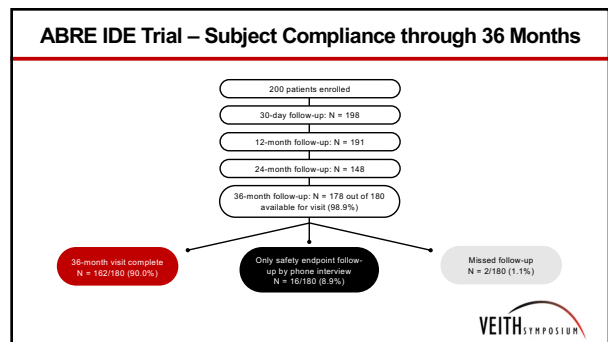 ABRE IDE Trial – Subject Compliance through 36 Months
200 patients enrolled
30-day follow-up: N = 198
12-month follow-up: N = 191
24-month follow-up: N = 148
36-month follow-up: N = 178 out of 180
available for visit (98.9%)
36-month visit complete
N = 162/180 (90.0%)
Only safety endpoint follow-
up by phone interview
N = 16/180 (8.9%)
Missed follow-up
N = 2/180 (1.1%)
VEITHSYMPOSIUM